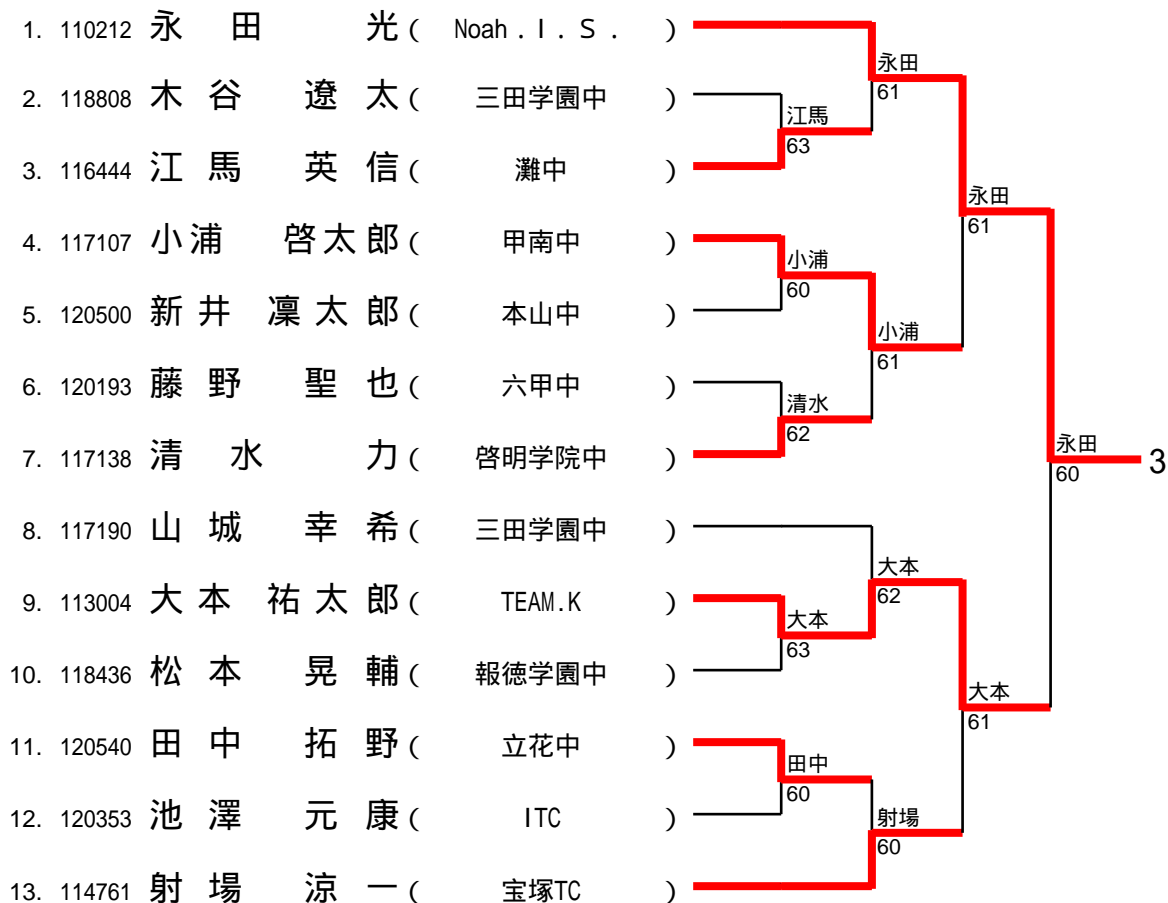 1. 110212 永田 光 ( Noah.I.S. )
永田
61
2. 118808 木谷 遼太 ( 三田学園中 )
江馬
63
3. 116444 江馬 英信 ( 灘中 )
永田
61
4. 117107 小浦 啓太郎 ( 甲南中 )
小浦
60
5. 120500 新井 凜太郎 ( 本山中 )
小浦
61
6. 120193 藤野 聖也 ( 六甲中 )
清水
62
7. 117138 清水 力 ( 啓明学院中 )
永田
60
3
8. 117190 山城 幸希 ( 三田学園中 )
大本
62
9. 113004 大本 祐太郎 ( TEAM.K )
大本
63
10. 118436 松本 晃輔 ( 報徳学園中 )
大本
61
11. 120540 田中 拓野 ( 立花中 )
田中
60
12. 120353 池澤 元康 ( ITC )
射場
60
13. 114761 射場 涼一 ( 宝塚TC )